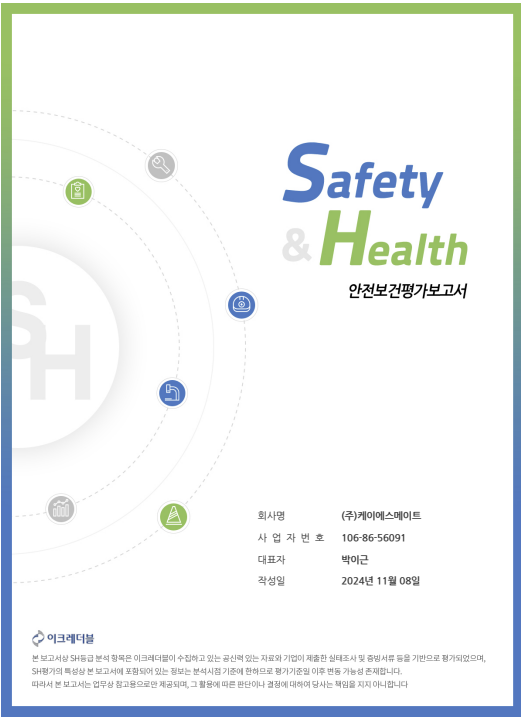 Safety
& Health
안전보건평가보고서
SH
회사명 (주)케이에스메이트
사 업 자 번 호 106-86-56091
대표자 박이근
작성일 2024년 11월 08일
이크레더블
본 보고서상 SH등급 분석 항목은 이크레더블이 수집하고 있는 공신력 있는 자료와 기업이 제출한 실태조사 및 증빙서류 등을 기반으로 평가되었으며,
SH평가의 특성상 본 보고서에 포함되어 있는 정보는 분석시점 기준에 한하므로 평가기준일 이후 변동 가능성 존재합니다.
따라서 본 보고서는 업무상 참고용으로만 제공되며, 그 활용에 따른 판단이나 결정에 대하여 당사는 책임을 지지 아니합니다